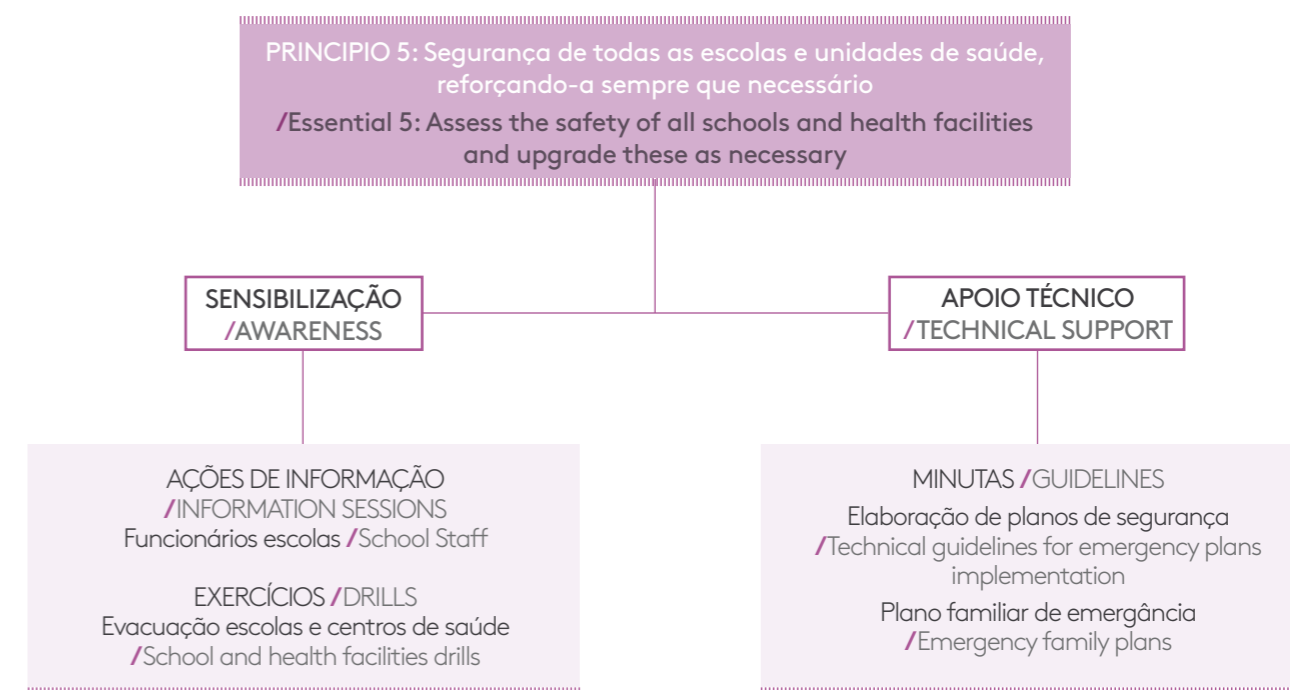 PRINCIPIO 5: Segurança de todas as escolas e unidades de saúde,
reforçando-a sempre que necessário
/Essential 5: Assess the safety of all schools and health facilities
and upgrade these as necessary
SENSIBILIZAÇÃO
/AWARENESS
APOIO TÉCNICO
/TECHNICAL SUPPORT
AÇÕES DE INFORMAÇÃO
/INFORMATION SESSIONS
Funcionários escolas /School Staff
EXERCÍCIOS /DRILLS
Evacuação escolas e centros de saúde
/School and health facilities drills
MINUTAS /GUIDELINES
Elaboração de planos de segurança
/Technical guidelines for emergency plans
implementation
Plano familiar de emergância
/Emergency family plans